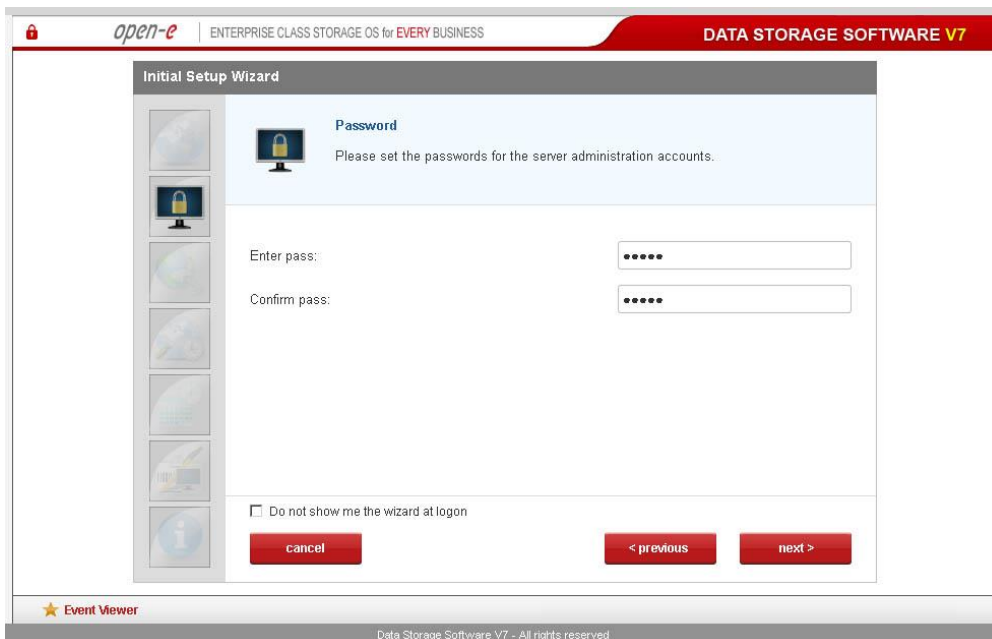 open-e ENTERPRISE CLASS STORAGE OS for EVERY BUSINESS DATA STORAGE SOFTWARE V7
Initial Setup Wizard
Password
Please set the passwords for the server administration accounts.
Enter pass: •••••
Confirm pass: •••••
Do not show me the wizard at logon
cancel < previous next >
Event Viewer
Data Storage Software V7 - All rights reserved